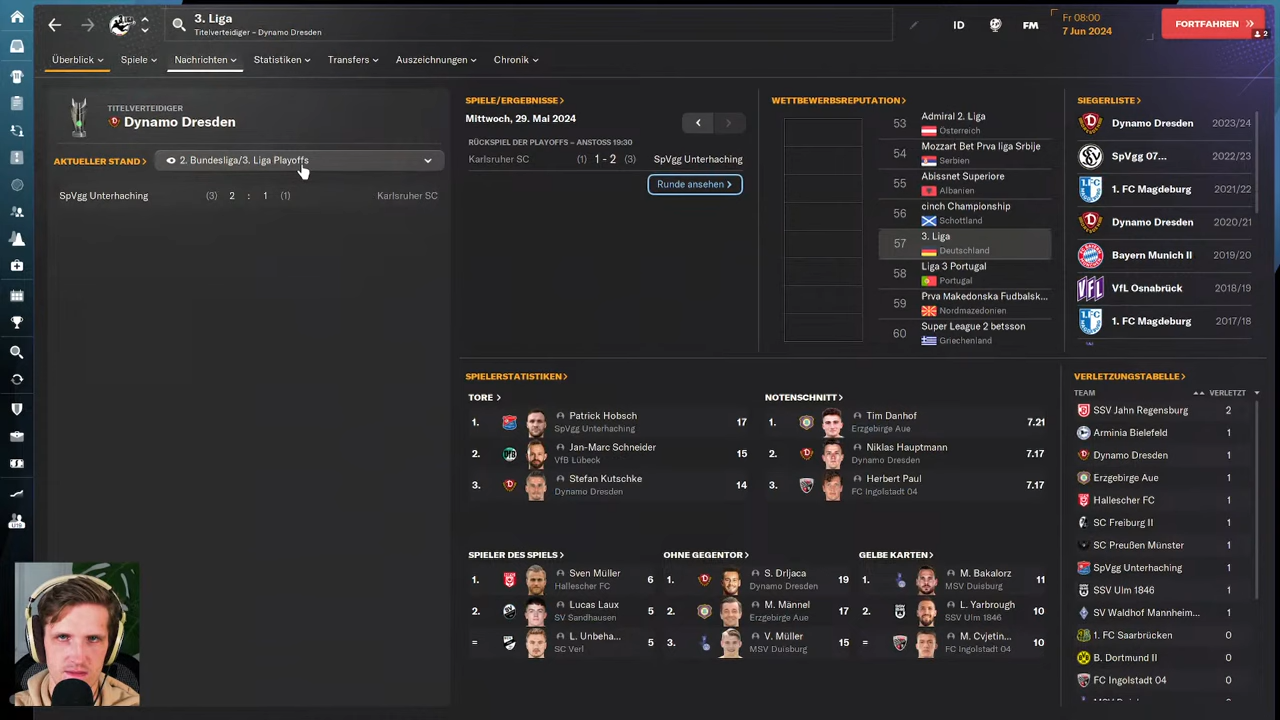 3. Liga
Titelverteidiger – Dynamo Dresden
ID
FM
Fr 08:00
7 Jun 2024
FORTFAHREN
2
Überblick
Spiele
Nachrichten
Statistiken
Transfers
Auszeichnungen
Chronik
TITELVERTEIDIGER
Dynamo Dresden
AKTUELLER STAND
2. Bundesliga/3. Liga Playoffs
SpVgg Unterhaching (3) 2 : 1 (1) Karlsruher SC
SPIELE/ERGEBNISSE
Mittwoch, 29. Mai 2024
RÜCKSPIEL DER PLAYOFFS – ANSTOSS 19:30
Karlsruher SC (1) 1 - 2 (3) SpVgg Unterhaching
Runde ansehen
WETTBEWERBSREPUTATION
53 Admiral 2. Liga
Österreich
54 Mozzart Bet Prva liga Srbije
Serbien
55 Abissnet Superiore
Albanien
56 cinch Championship
Schottland
57 3. Liga
Deutschland
58 Liga 3 Portugal
Portugal
59 Prva Makedonska Fudbalsk...
Nordmazedonien
60 Super League 2 betsson
Griechenland
SIEGERLISTE
Dynamo Dresden 2023/24
SpVgg 07... 2022/23
1. FC Magdeburg 2021/22
Dynamo Dresden 2020/21
Bayern Munich II 2019/20
VfL Osnabrück 2018/19
1. FC Magdeburg 2017/18
SPIELERSTATISTIKEN
TORE
1. Patrick Hobsch 17
SpVgg Unterhaching
2. Jan-Marc Schneider 15
VfB Lübeck
3. Stefan Kutschke 14
Dynamo Dresden
NOTENSCHNITT
1. Tim Danhof 7.21
Erzgebirge Aue
2. Niklas Hauptmann 7.17
Dynamo Dresden
3. Herbert Paul 7.17
FC Ingolstadt 04
SPIELER DES SPIELS
1. Sven Müller 6
Hallescher FC
2. Lucas Laux 5
SV Sandhausen
= L. Unbeha... 5
SC Verl
OHNE GEGENTOR
1. S. Drljaca 19
Dynamo Dresden
2. M. Männel 17
Erzgebirge Aue
3. V. Müller 15
MSV Duisburg
GELBE KARTEN
1. M. Bakalorz 11
MSV Duisburg
2. L. Yarbrough 10
SSV Ulm 1846
= M. Cvjetin... 10
FC Ingolstadt 04
VERLETZUNGSTABELLE
TEAM VERLETZT
SSV Jahn Regensburg 2
Arminia Bielefeld 1
Dynamo Dresden 1
Erzgebirge Aue 1
Hallescher FC 1
SC Freiburg II 1
SC Preußen Münster 1
SpVgg Unterhaching 1
SSV Ulm 1846 1
SV Waldhof Mannheim... 1
1. FC Saarbrücken 0
B. Dortmund II 0
FC Ingolstadt 04 0